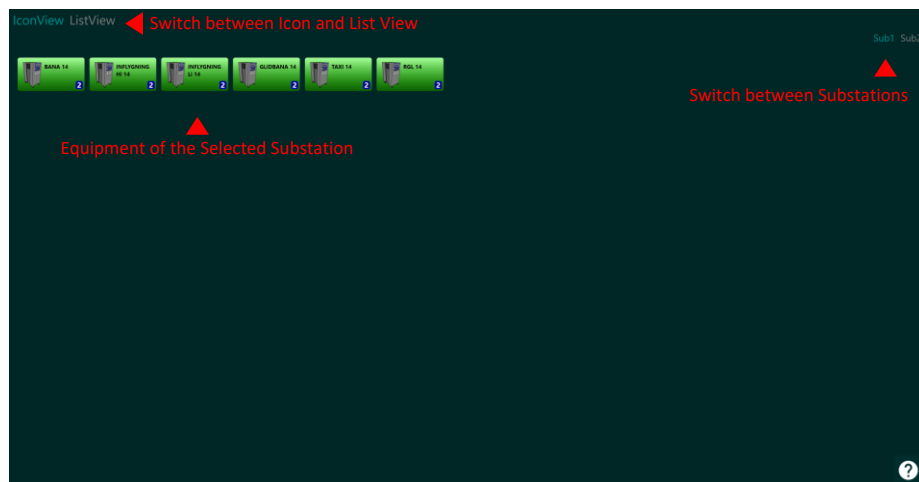 IconView ListView
Switch between Icon and List View
Sub1 Sub2
BANA 14
2
INFLYGNING
HI 14
2
INFLYGNING
LI 14
2
GLIDBANA 14
2
TAXI 14
2
RGL 14
2
Switch between Substations
Equipment of the Selected Substation
?